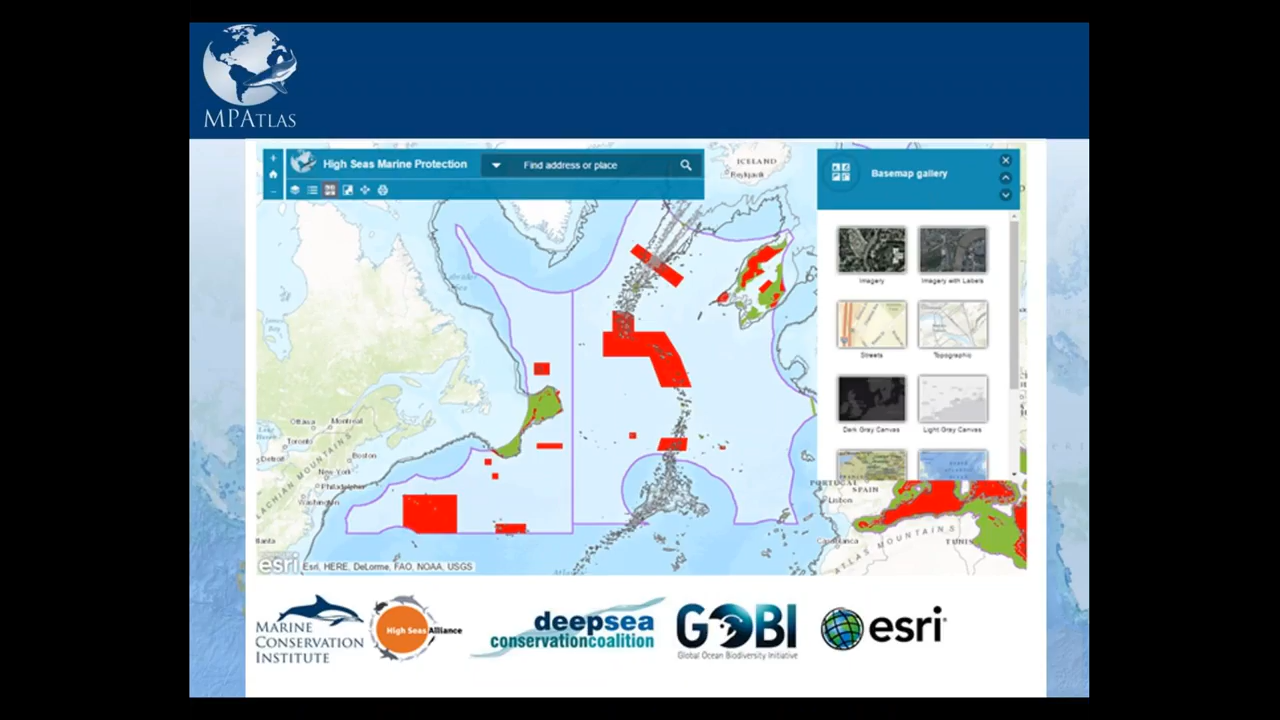 MPATLAS
High Seas Marine Protection
Find address or place
ICELAND
Reykjavik
Basemap gallery
Imagery
Imagery with Labels
Streets
Topographic
Dark Gray Canvas
Light Gray Canvas
Ottawa
Montreal
Toronto
Detroit
Boston
New York
Philadelphia
Washington
PORTUGAL
SPAIN
Lisbon
Casablanca
ATLAS MOUNTAINS
TUNIS
esri
Esri, HERE, DeLorme, FAO, NOAA, USGS
MARINE
CONSERVATION
INSTITUTE
High Seas Alliance
deepsea
conservationcoalition
GOBI
Global Ocean Biodiversity Initiative
esri